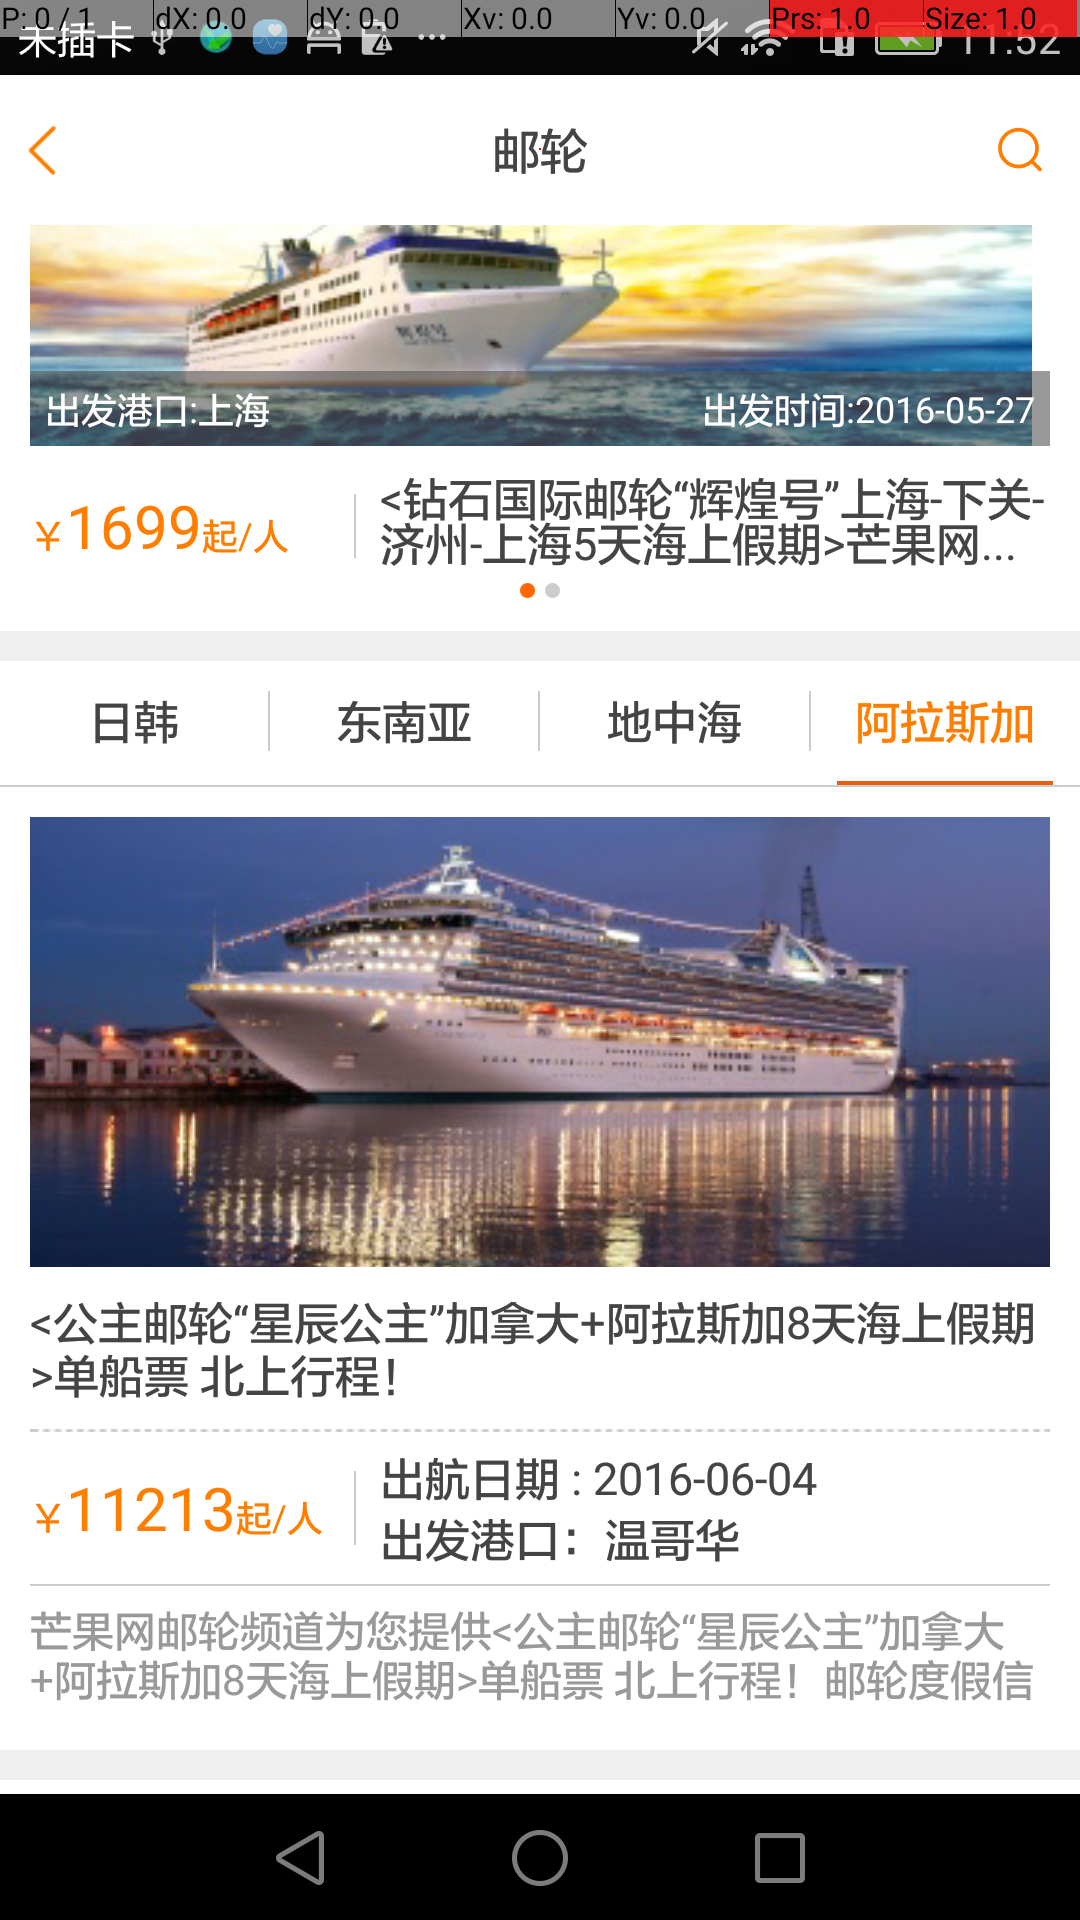 P: 0 / 1 dX: 0.0 dY: 0.0 Xv: 0.0 Yv: 0.0 Prs: 1.0 Size: 1.0
未插卡 11:52
邮轮
出发港口:上海 出发时间:2016-05-27
¥1699起/人
<钻石国际邮轮“辉煌号”上海-下关-
济州-上海5天海上假期>芒果网...
日韩 东南亚 地中海 阿拉斯加
<公主邮轮“星辰公主”加拿大+阿拉斯加8天海上假期
>单船票 北上行程！
¥11213起/人
出航日期 : 2016-06-04
出发港口：温哥华
芒果网邮轮频道为您提供<公主邮轮“星辰公主”加拿大
+阿拉斯加8天海上假期>单船票 北上行程！邮轮度假信